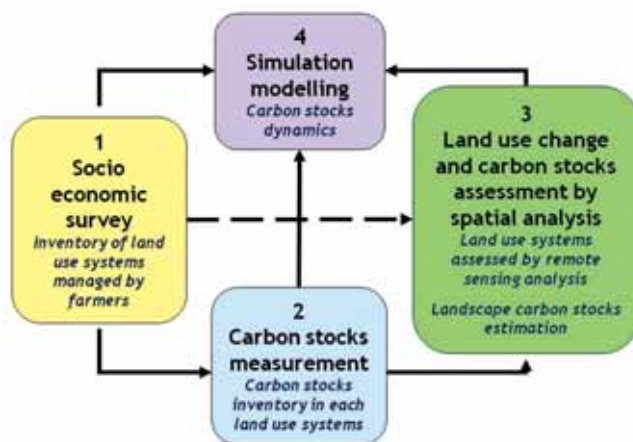 4
Simulation
modelling
Carbon stocks
dynamics
1
Socio
economic
survey
Inventory of land
use systems
managed by
farmers
3
Land use change
and carbon stocks
assessment by
spatial analysis
Land use systems
assessed by remote
sensing analysis
Landscape carbon stocks
estimation
2
Carbon stocks
measurement
Carbon stocks
inventory in each
land use systems